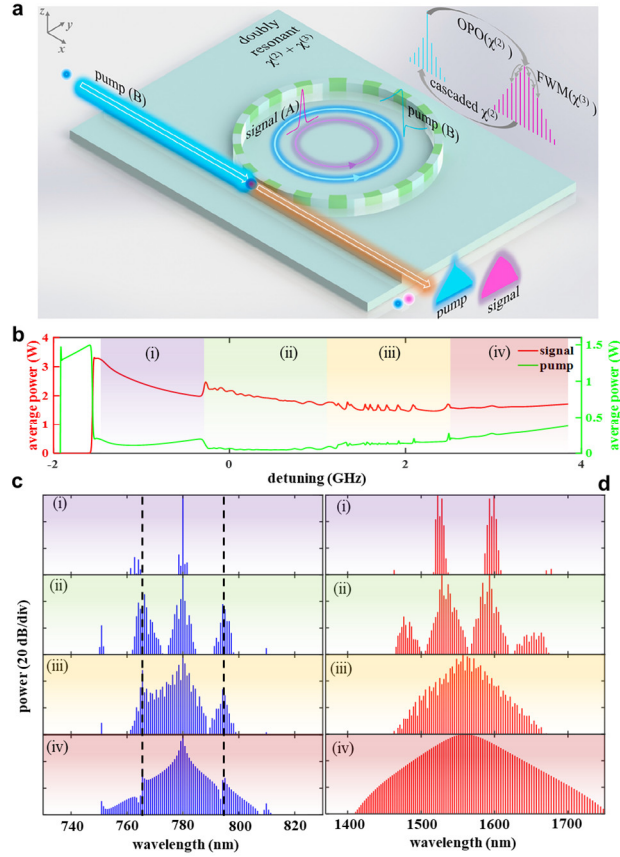 a
z
y
x
doubly
resonant
χ(2) + χ(3)
OPO(χ(2))
FWM(χ(3))
cascaded χ(2)
pump (B)
signal (A)
pump (B)
pump
signal
b
4
3
2
1
0
average power (W)
(i)
(ii)
(iii)
(iv)
signal
pump
1.5
1
0.5
0
average power (W)
-2
0
2
4
detuning (GHz)
c
d
(i)
(i)
(ii)
(ii)
(iii)
(iii)
(iv)
(iv)
power (20 dB/div)
740
760
780
800
820
1400
1500
1600
1700
wavelength (nm)
wavelength (nm)